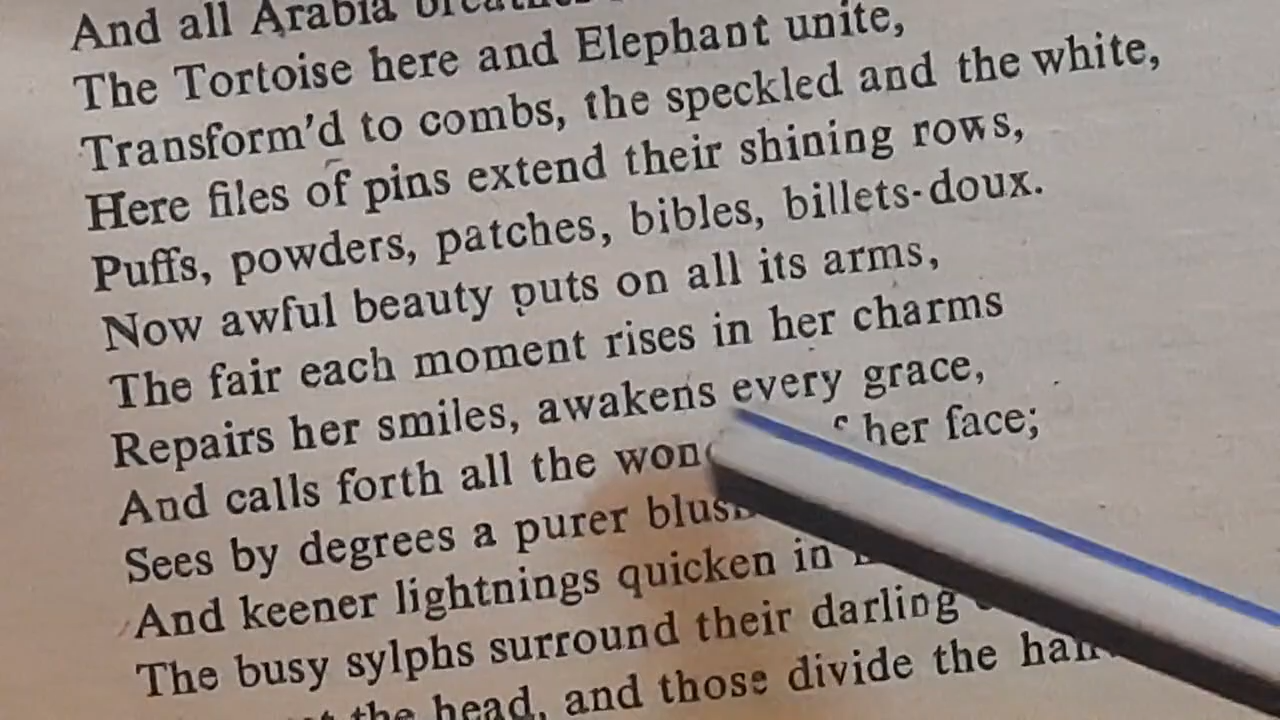 And all Arabia
The Tortoise here and Elephant unite,
Transform'd to combs, the speckled and the white,
Here files of pins extend their shining rows,
Puffs, powders, patches, bibles, billets-doux.
Now awful beauty puts on all its arms,
The fair each moment rises in her charms
Repairs her smiles, awakens every grace,
And calls forth all the her face;
Sees by degrees a purer
And keener lightnings quicken in
The busy sylphs surround their darling
the head, and those divide the